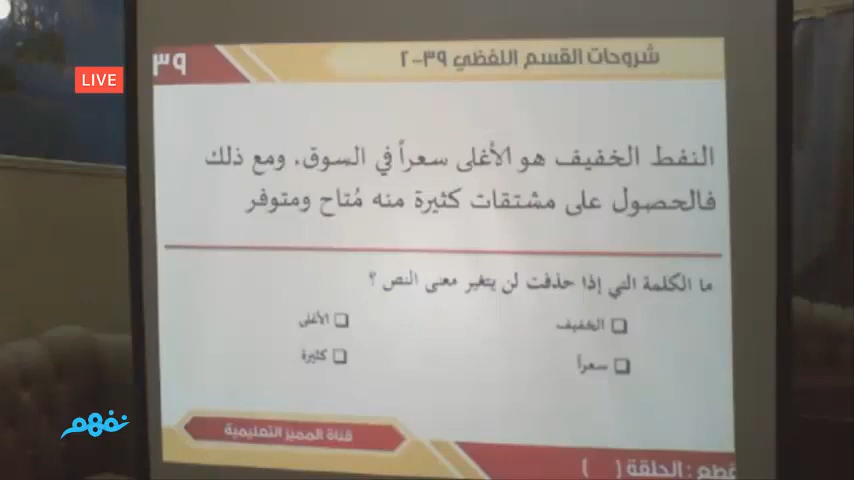 LIVE
٣٩
شروحات القسم اللفظي ٣٩-٢
النفط الخفيف هو الأغلى سعراً في السوق. ومع ذلك
فالحصول على مشتقات كثيرة منه مُتاح ومتوفر
ما الكلمة التي إذا حذفت لن يتغير معنى النص ؟
❑ الخفيف
❑ الأغلى
❑ سعراً
❑ كثيرة
نفهم
قناة المميز التعليمية
قطع : الحلقة ( )